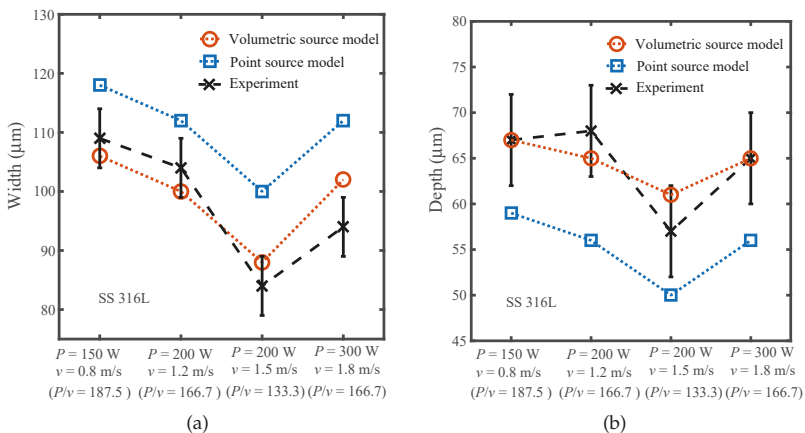 130
120
110
100
90
80
Width (μm)
Volumetric source model
Point source model
Experiment
SS 316L
P = 150 W
v = 0.8 m/s
(P/v = 187.5)
P = 200 W
v = 1.2 m/s
(P/v = 166.7)
P = 200 W
v = 1.5 m/s
(P/v = 133.3)
P = 300 W
v = 1.8 m/s
(P/v = 166.7)
(a)
80
75
70
65
60
55
50
45
Depth (μm)
Volumetric source model
Point source model
Experiment
SS 316L
P = 150 W
v = 0.8 m/s
(P/v = 187.5)
P = 200 W
v = 1.2 m/s
(P/v = 166.7)
P = 200 W
v = 1.5 m/s
(P/v = 133.3)
P = 300 W
v = 1.8 m/s
(P/v = 166.7)
(b)